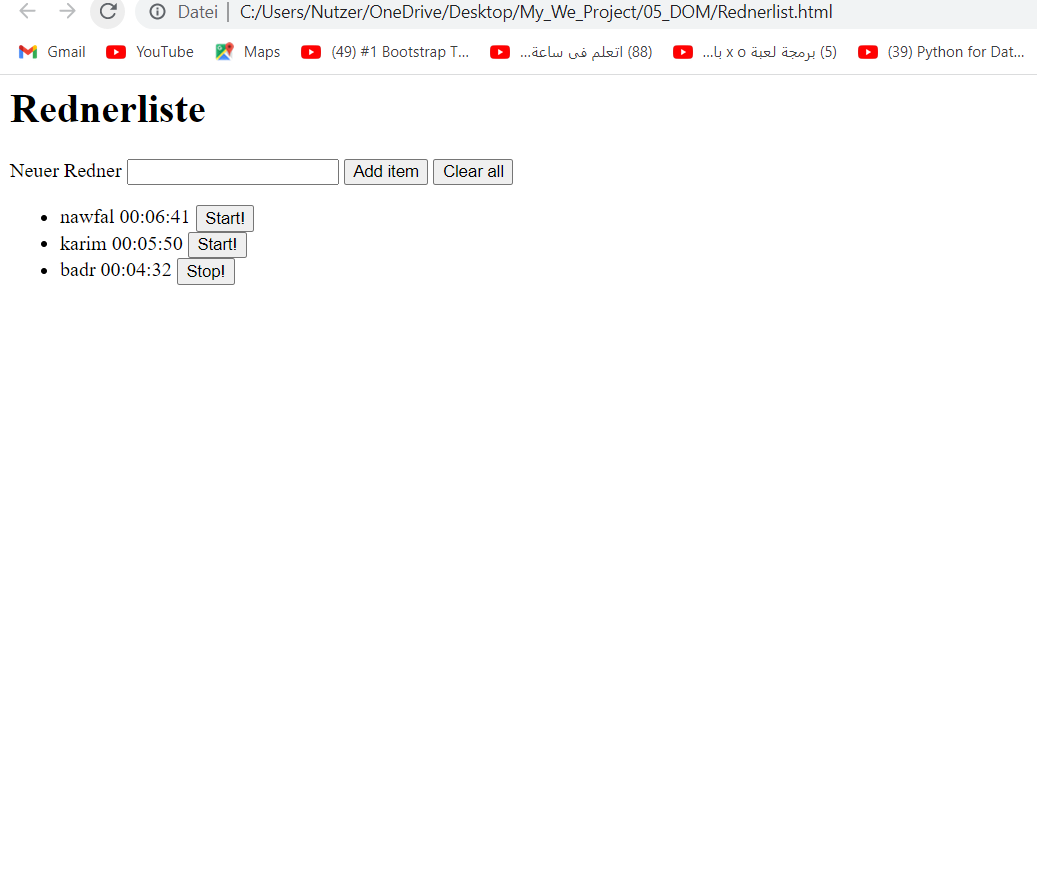 Datei | C:/Users/Nutzer/OneDrive/Desktop/My_We_Project/05_DOM/Rednerlist.html
Gmail YouTube Maps (49) #1 Bootstrap T... (88) اتعلم في ساعة... (5) برمجة لعبة x o با... (39) Python for Dat...
Rednerliste
Neuer Redner Add item Clear all
• nawfal 00:06:41 Start!
• karim 00:05:50 Start!
• badr 00:04:32 Stop!